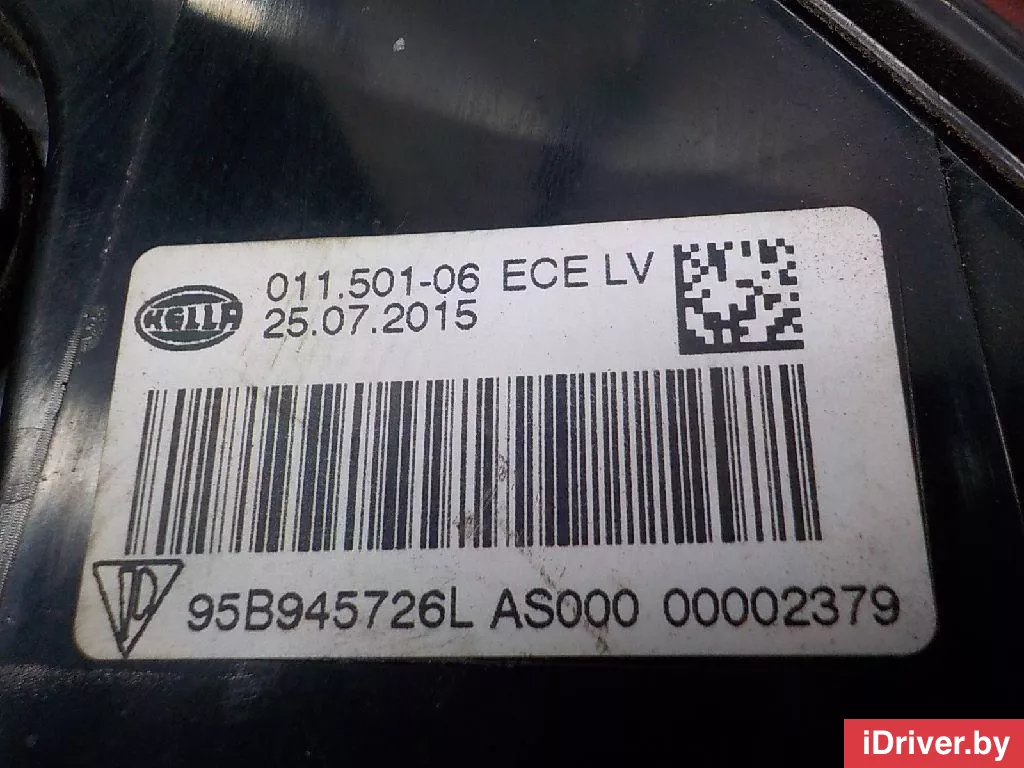 HELLA
011.501-06 ECE LV
25.07.2015
95B945726L AS000 00002379
iDriver.by